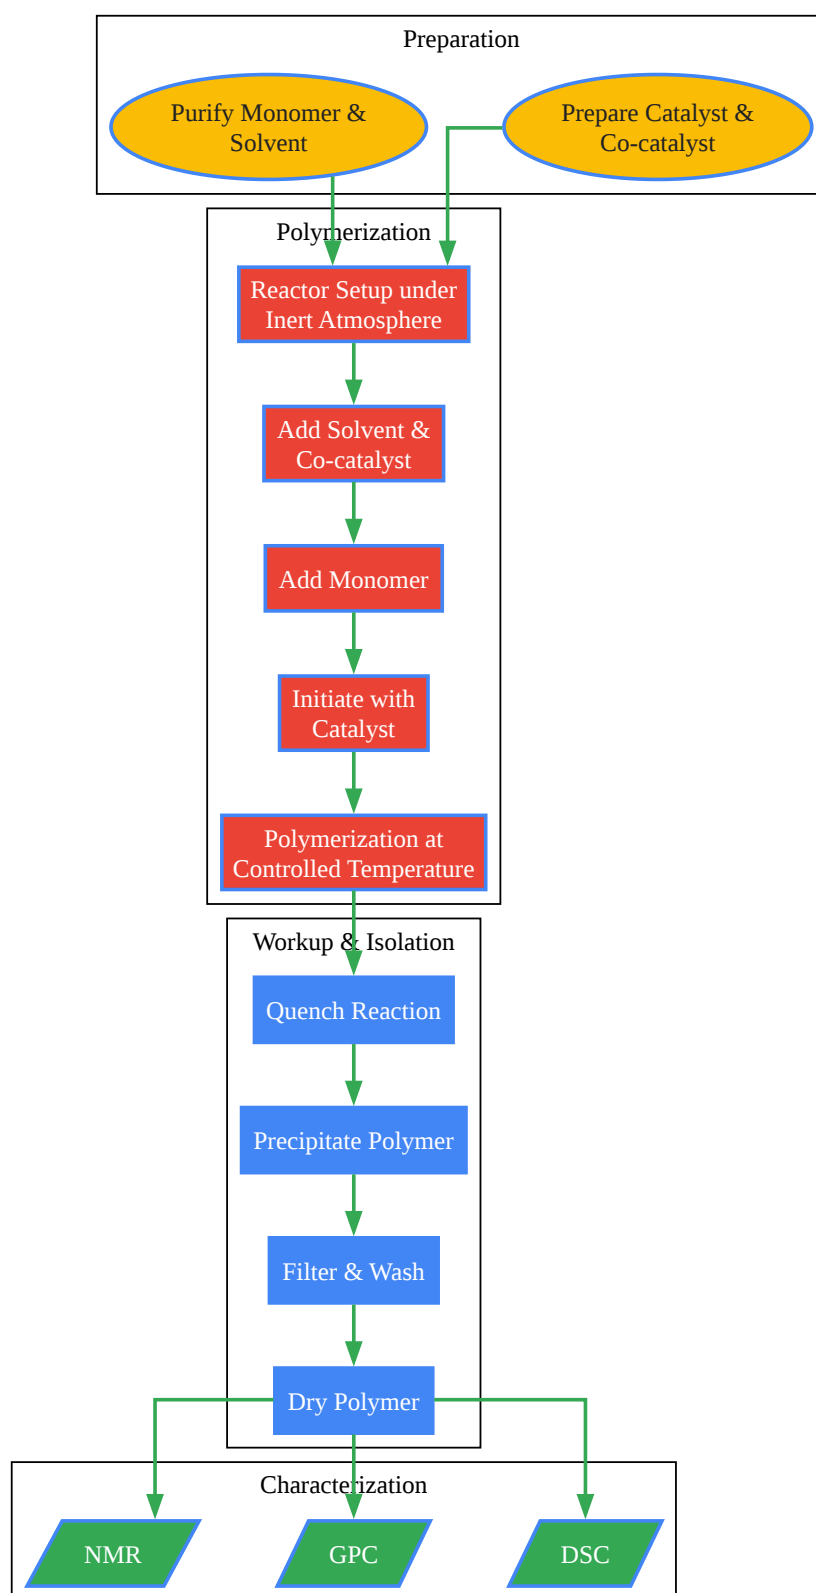 Preparation
Purify Monomer &
Solvent
Prepare Catalyst &
Co-catalyst
Polymerization
Reactor Setup under
Inert Atmosphere
Add Solvent &
Co-catalyst
Add Monomer
Initiate with
Catalyst
Polymerization at
Controlled Temperature
Workup & Isolation
Quench Reaction
Precipitate Polymer
Filter & Wash
Dry Polymer
Characterization
NMR
GPC
DSC